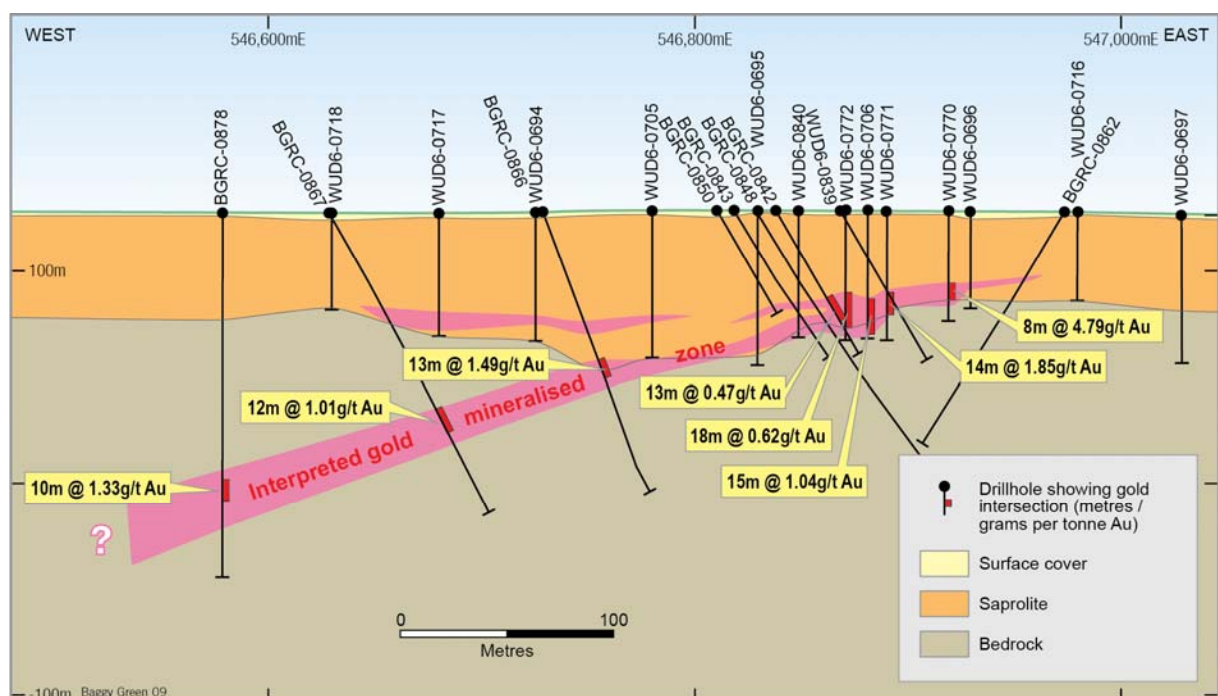 WEST
546,600mE
546,800mE
547,000mE
EAST
BGRC-0878
BGRC-0867
WUD6-0718
WUD6-0717
BGRC-0866
WUD6-0694
WUD6-0705
BGRC-0850
BGRC-0843
BGRC-0848
WUD6-0695
BGRC-0842
WUD6-0840
WUD6-0839
WUD6-0772
WUD6-0706
WUD6-0771
WUD6-0770
WUD6-0696
WUD6-0716
BGRC-0862
WUD6-0697
100m
8m @ 4.79g/t Au
14m @ 1.85g/t Au
13m @ 1.49g/t Au
13m @ 0.47g/t Au
12m @ 1.01g/t Au
18m @ 0.62g/t Au
15m @ 1.04g/t Au
10m @ 1.33g/t Au
Interpreted gold mineralised zone
?
0 100
Metres
Drillhole showing gold
intersection (metres /
grams per tonne Au)
Surface cover
Saprolite
Bedrock
-100m
Baggy Green 09